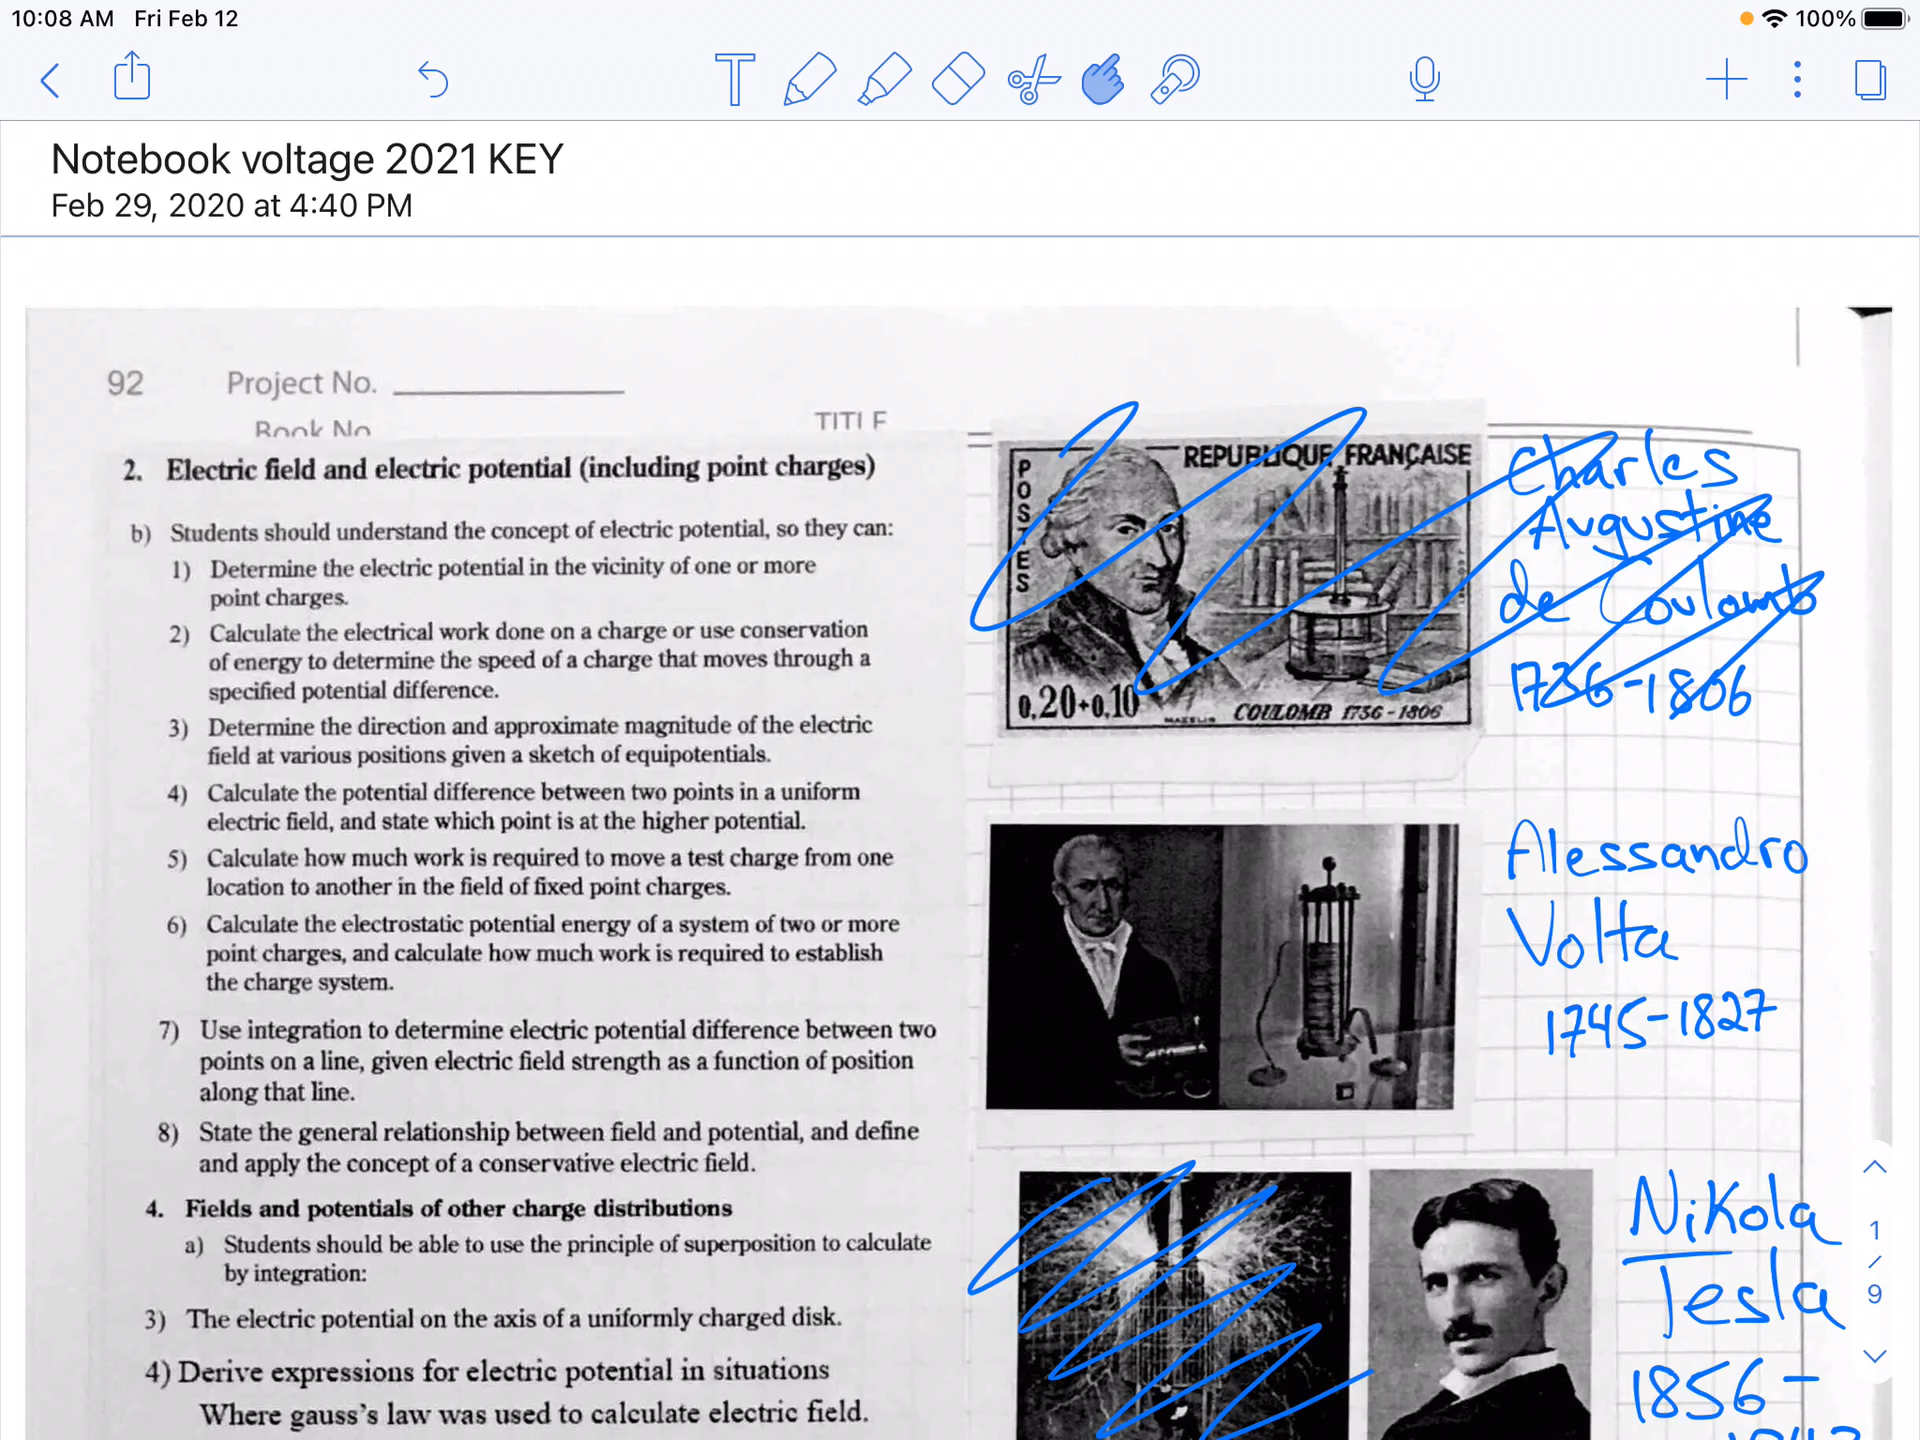 10:08 AM Fri Feb 12
100%
Notebook voltage 2021 KEY
Feb 29, 2020 at 4:40 PM
92 Project No.
Book No
TITLE
2. Electric field and electric potential (including point charges)
b) Students should understand the concept of electric potential, so they can:
1) Determine the electric potential in the vicinity of one or more
point charges.
2) Calculate the electrical work done on a charge or use conservation
of energy to determine the speed of a charge that moves through a
specified potential difference.
3) Determine the direction and approximate magnitude of the electric
field at various positions given a sketch of equipotentials.
4) Calculate the potential difference between two points in a uniform
electric field, and state which point is at the higher potential.
5) Calculate how much work is required to move a test charge from one
location to another in the field of fixed point charges.
6) Calculate the electrostatic potential energy of a system of two or more
point charges, and calculate how much work is required to establish
the charge system.
7) Use integration to determine electric potential difference between two
points on a line, given electric field strength as a function of position
along that line.
8) State the general relationship between field and potential, and define
and apply the concept of a conservative electric field.
4. Fields and potentials of other charge distributions
a) Students should be able to use the principle of superposition to calculate
by integration:
3) The electric potential on the axis of a uniformly charged disk.
4) Derive expressions for electric potential in situations
Where gauss's law was used to calculate electric field.
POSTES
REPUBLIQUE FRANÇAISE
0,20+0,10
COULOMB 1736-1806
Charles
Augustine
de Coulomb
1736-1806
Alessandro
Volta
1745-1827
Nikola
Tesla
1856-
1
/
9